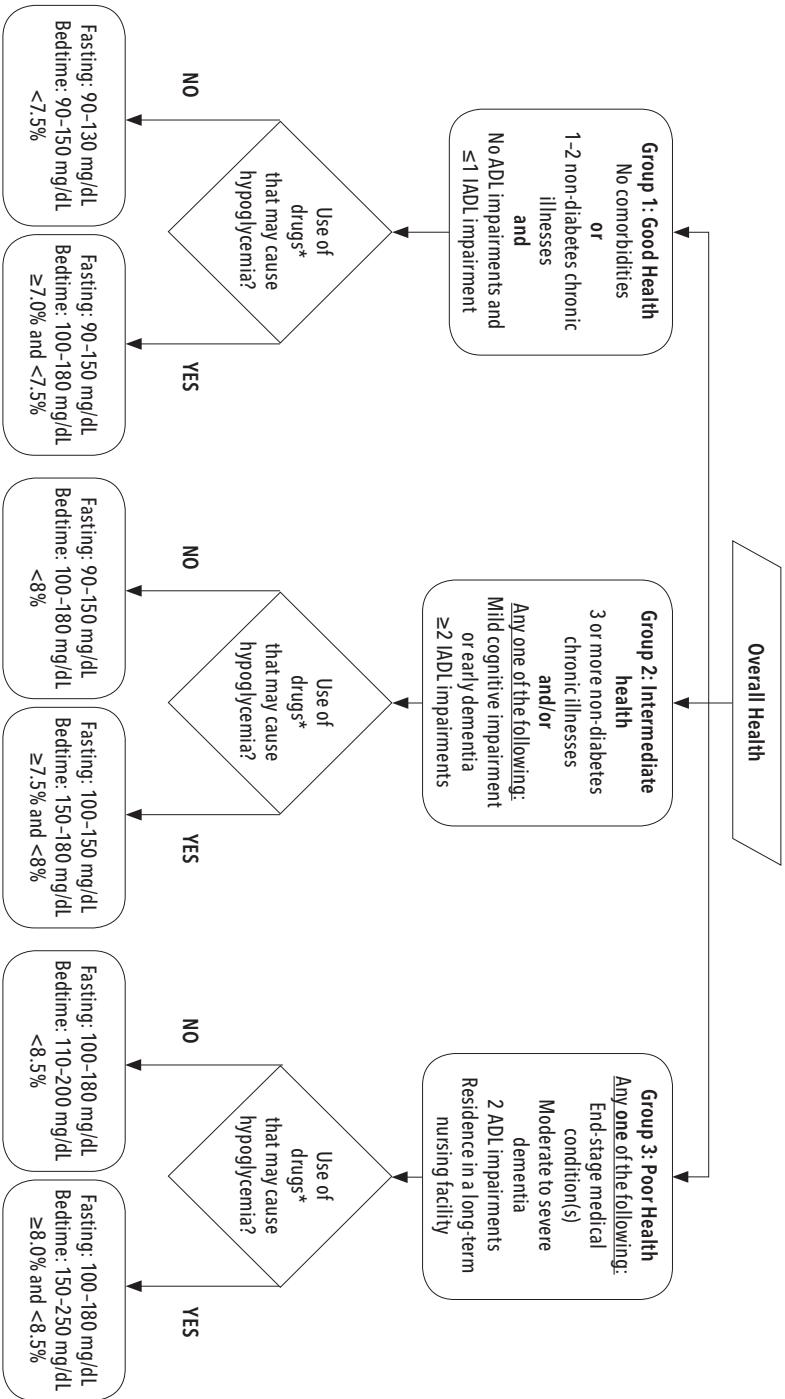 Overall Health
Group 1: Good Health
No comorbidities
or
1–2 non-diabetes chronic
illnesses
and
No ADL impairments and
≤1 IADL impairment
Use of
drugs*
that may cause
hypoglycemia?
NO
YES
Fasting: 90–130 mg/dL
Bedtime: 90–150 mg/dL
<7.5%
Fasting: 90–150 mg/dL
Bedtime: 100–180 mg/dL
≥7.0% and <7.5%
Group 2: Intermediate
health
3 or more non-diabetes
chronic illnesses
and/or
Any one of the following:
Mild cognitive impairment
or early dementia
≥2 IADL impairments
Use of
drugs*
that may cause
hypoglycemia?
NO
YES
Fasting: 90–150 mg/dL
Bedtime: 100–180 mg/dL
<8%
Fasting: 100–150 mg/dL
Bedtime: 150–180 mg/dL
≥7.5% and <8%
Group 3: Poor Health
Any one of the following:
End-stage medical
condition(s)
Moderate to severe
dementia
2 ADL impairments
Residence in a long-term
nursing facility
Use of
drugs*
that may cause
hypoglycemia?
NO
YES
Fasting: 100–180 mg/dL
Bedtime: 110–200 mg/dL
<8.5%
Fasting: 100–180 mg/dL
Bedtime: 150–250 mg/dL
≥8.0% and <8.5%